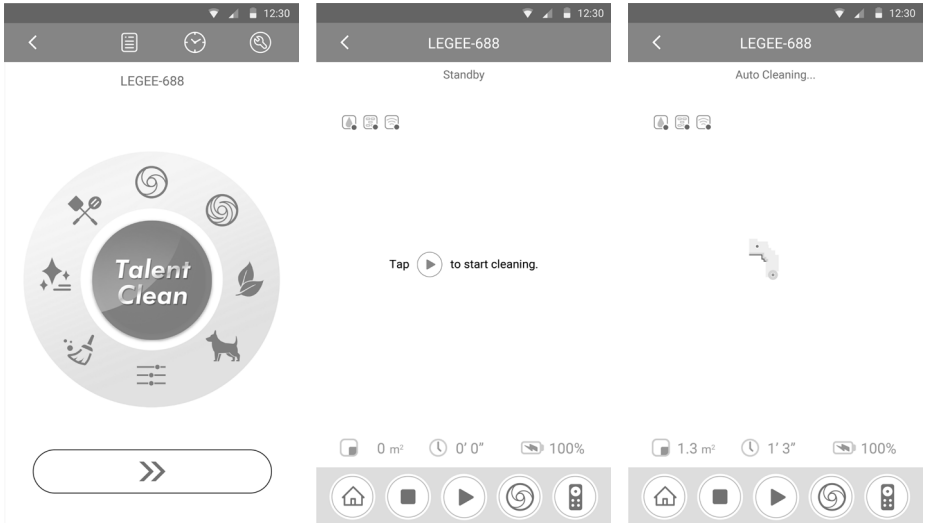 12:30
LEGEE-688
Talent
Clean
12:30
LEGEE-688
Standby
Tap to start cleaning.
0 m² 0′ 0″ 100%
12:30
LEGEE-688
Auto Cleaning...
1.3 m² 1′ 3″ 100%